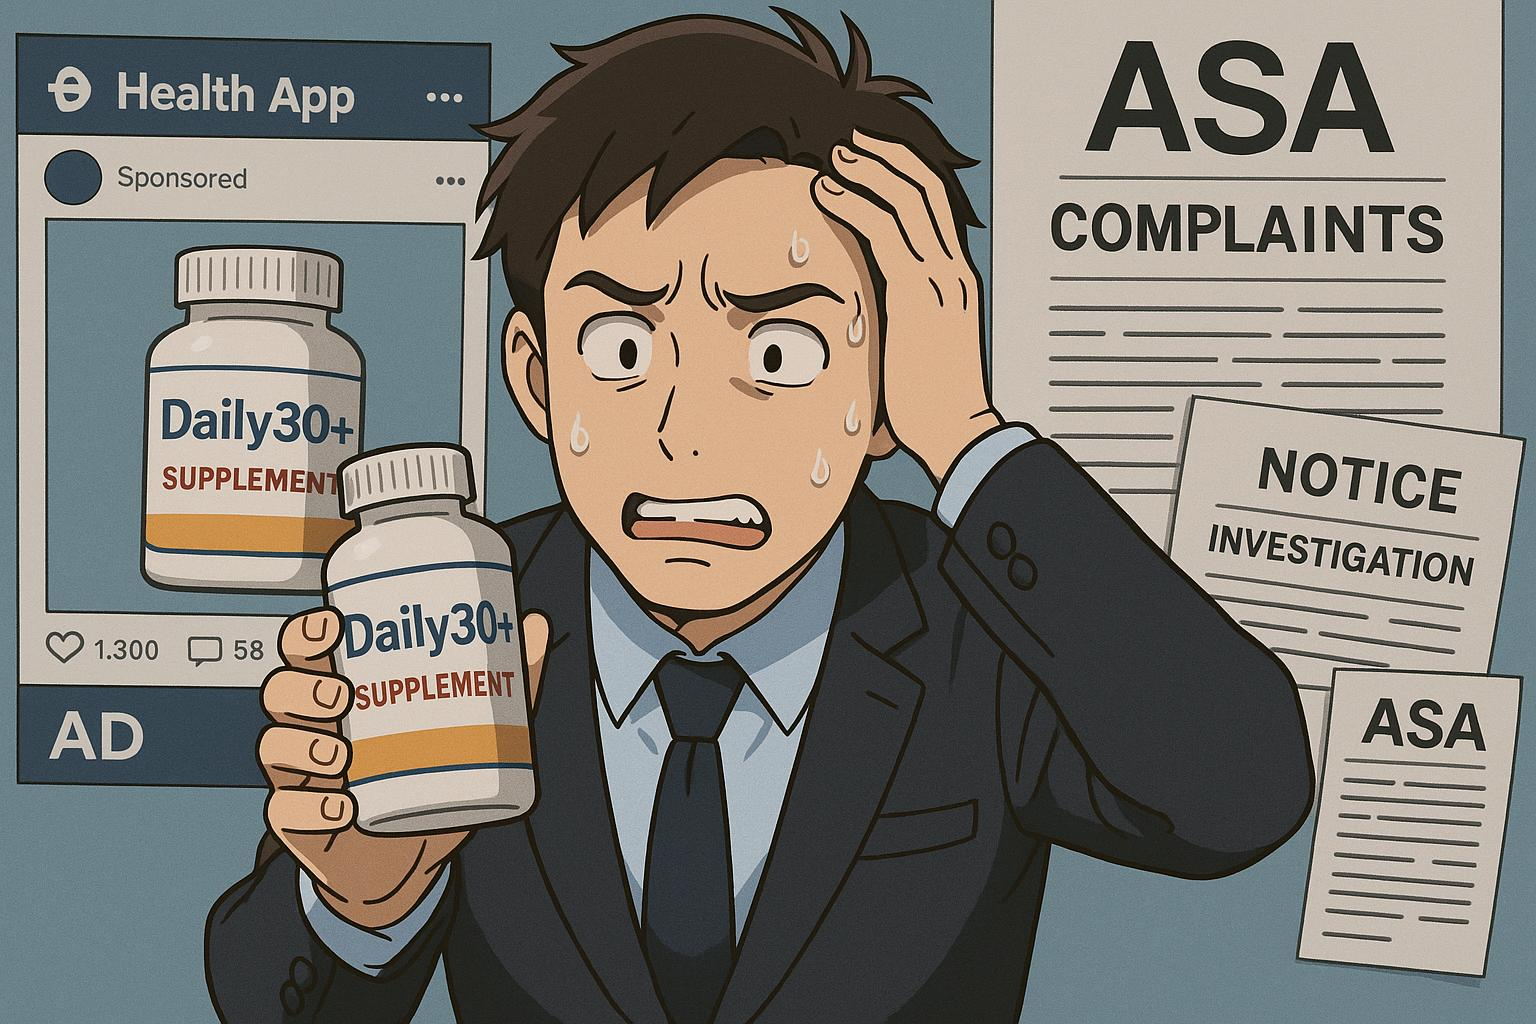 Health App
Sponsored
Daily30+
SUPPLEMENT
Daily30+
SUPPLEMENT
1.300 58
AD
ASA
COMPLAINTS
NOTICE
INVESTIGATION
ASA